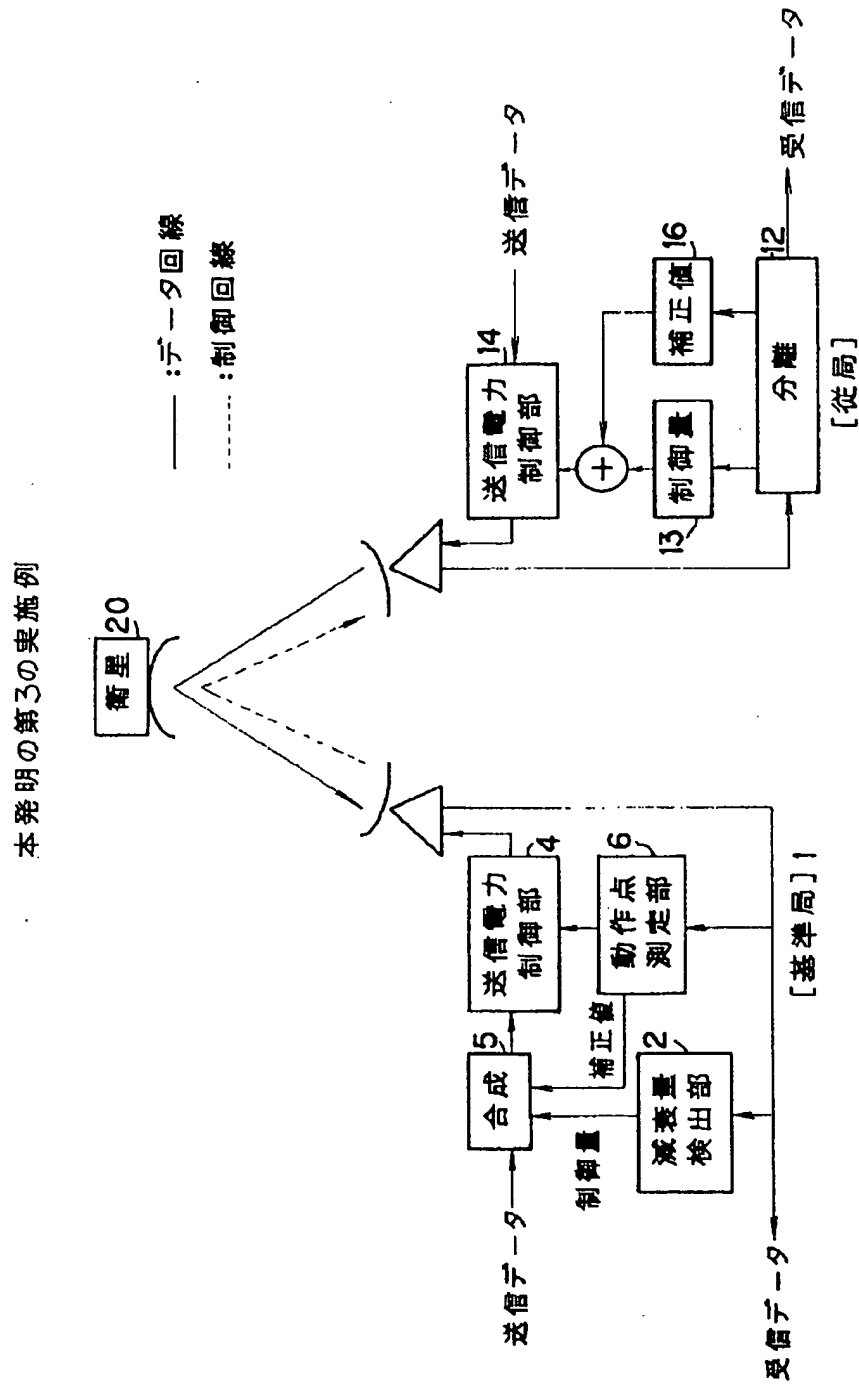 本発明の第3の実施例
衛星
20
——:データ回線
-----:制御回線
送信データ
合成
5
送信電力
制御部
4
補正値
動作点
測定部
6
制御量
減衰量
検出部
2
受信データ
[基準局]1
送信電力
制御部
14
送信データ
+
制御量
13
補正値
16
分離
12
受信データ
[従局]